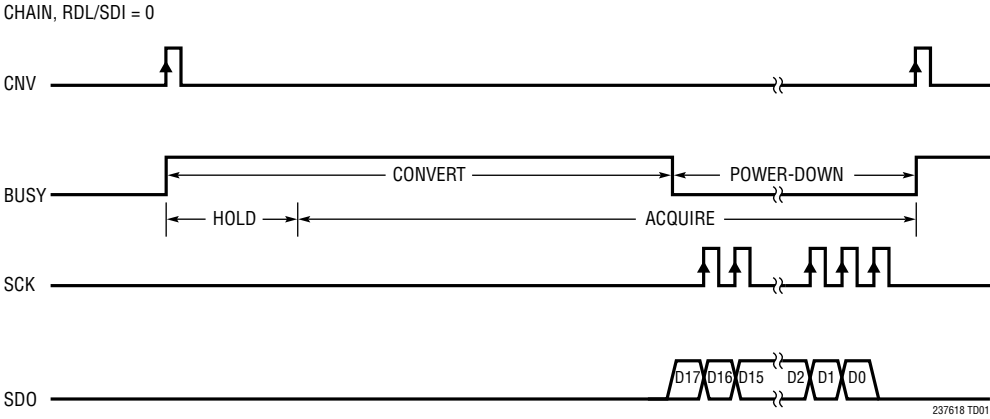 CHAIN, RDL/SDI = 0
CNV
BUSY
CONVERT
POWER-DOWN
HOLD
ACQUIRE
SCK
SDO
D17 D16 D15 D2 D1 D0
237618 TD01